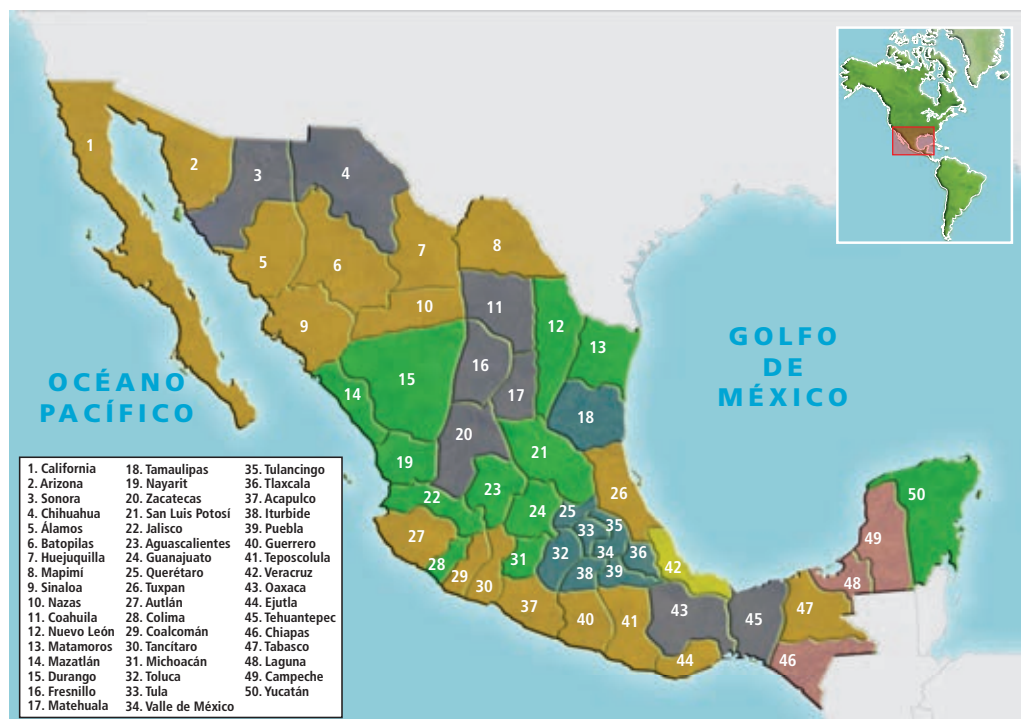 1
2
3
4
5
6
7
8
9
10
11
12
13
14
15
16
17
18
19
20
21
22
23
24
25
26
27
28
29
30
31
32
33
34
35
36
37
38
39
40
41
42
43
44
45
46
47
48
49
50
OCÉANO
PACÍFICO
GOLFO
DE
MÉXICO
1. California
2. Arizona
3. Sonora
4. Chihuahua
5. Álamos
6. Batopilas
7. Huejuquilla
8. Mapimí
9. Sinaloa
10. Nazas
11. Coahuila
12. Nuevo León
13. Matamoros
14. Mazatlán
15. Durango
16. Fresnillo
17. Matehuala
18. Tamaulipas
19. Nayarit
20. Zacatecas
21. San Luis Potosí
22. Jalisco
23. Aguascalientes
24. Guanajuato
25. Querétaro
26. Tuxpan
27. Autlán
28. Colima
29. Coalcomán
30. Tancítaro
31. Michoacán
32. Toluca
33. Tula
34. Valle de México
35. Tulancingo
36. Tlaxcala
37. Acapulco
38. Iturbide
39. Puebla
40. Guerrero
41. Teposcolula
42. Veracruz
43. Oaxaca
44. Ejutla
45. Tehuantepec
46. Chiapas
47. Tabasco
48. Laguna
49. Campeche
50. Yucatán